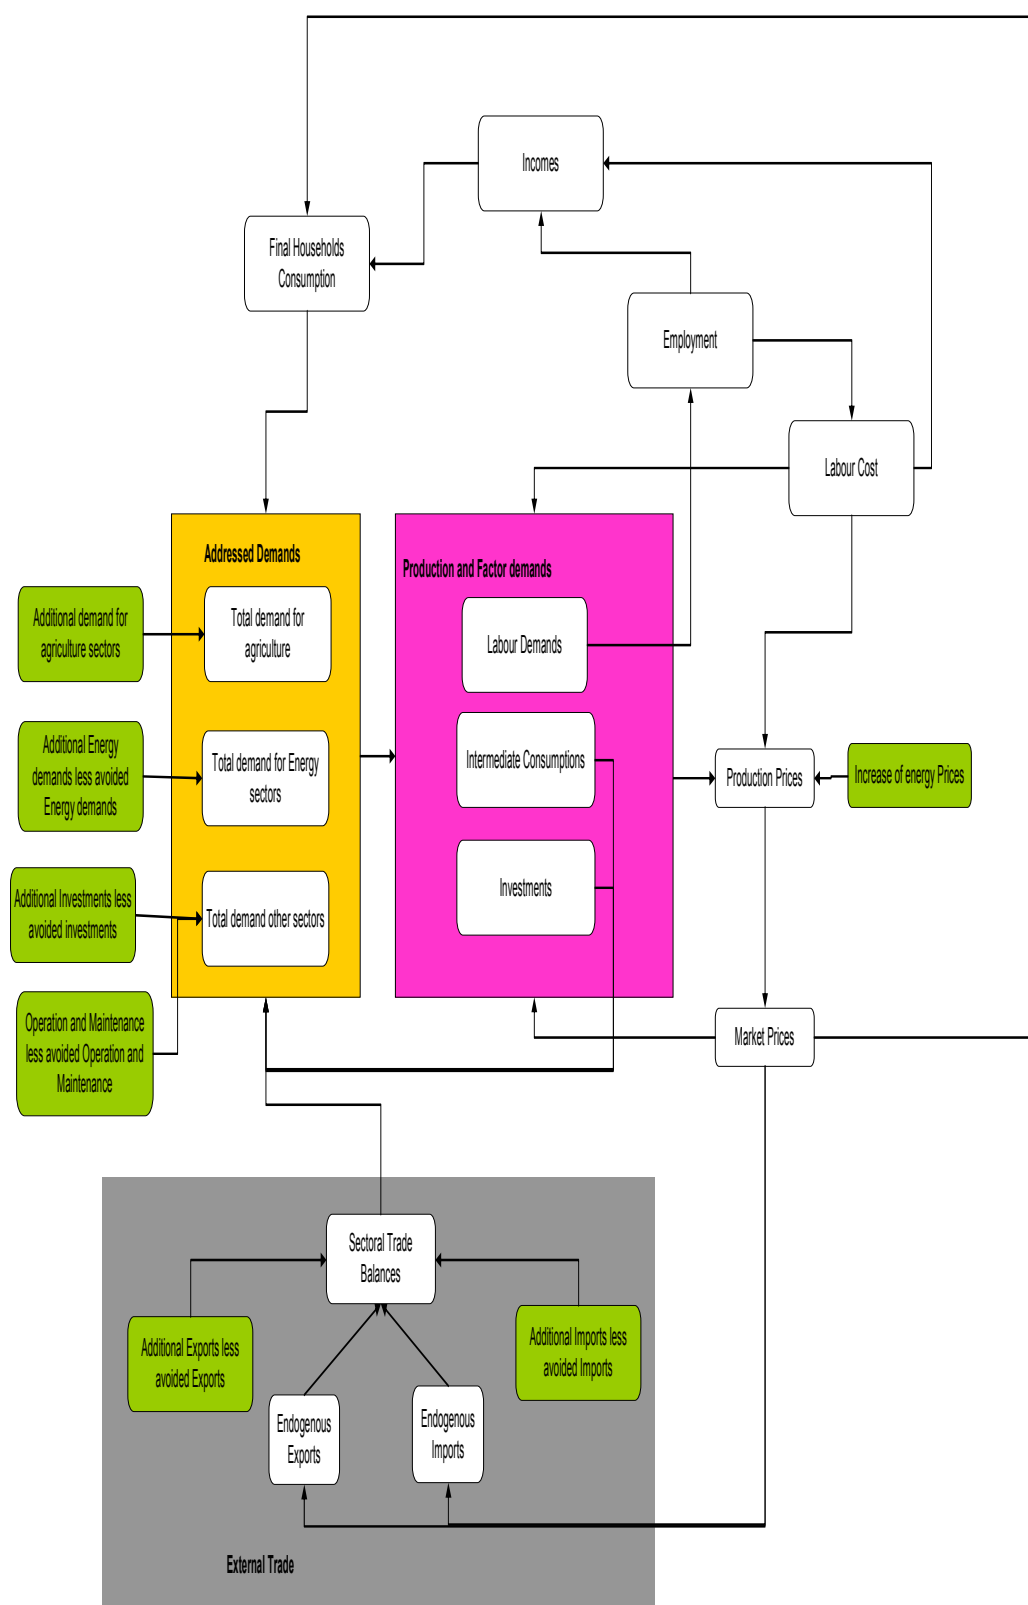 Incomes
Final Households
Consumption
Employment
Labour Cost
Addressed Demands
Production and Factor demands
Additional demand for
agriculture sectors
Total demand for
agriculture
Labour Demands
Additional Energy
demands less avoided
Energy demands
Total demand for Energy
sectors
Intermediate Consumptions
Production Prices
Increase of energy Prices
Additional Investments less
avoided investments
Total demand other sectors
Investments
Operation and Maintenance
less avoided Operation and
Maintenance
Market Prices
Sectoral Trade
Balances
Additional Exports less
avoided Exports
Additional Imports less
avoided Imports
Endogenous
Exports
Endogenous
Imports
External Trade